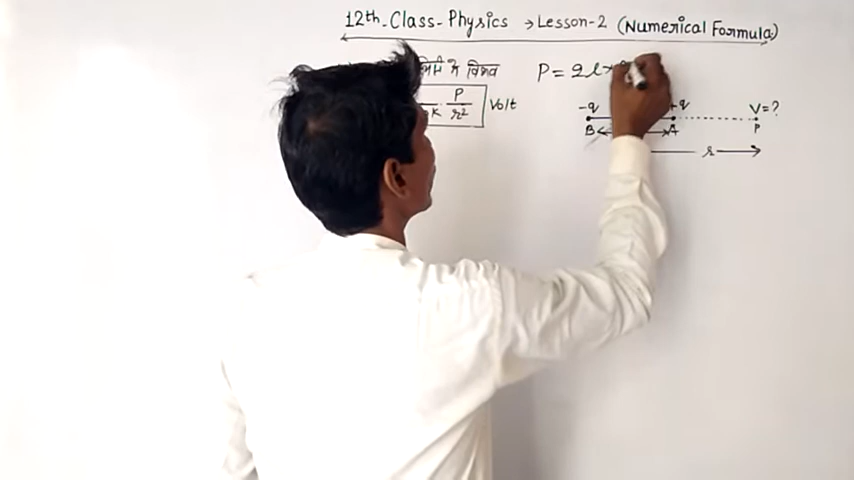 12th-Class-Physics → Lesson-2 (Numerical Formula)
में विभव
P = 2l×
K · P/r² Volt
-q +q V=?
B A P
r